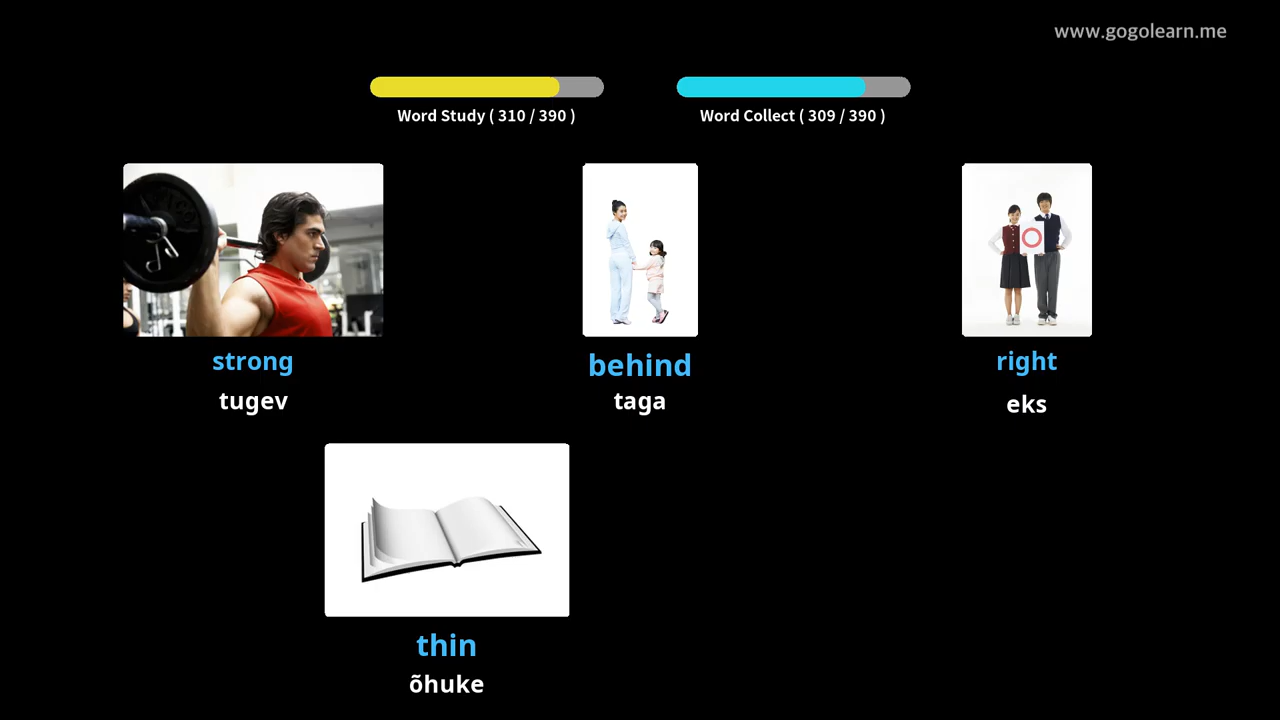 www.gogolearn.me
Word Study ( 310 / 390 )
Word Collect ( 309 / 390 )
strong
behind
right
tugev
taga
eks
thin
õhuke